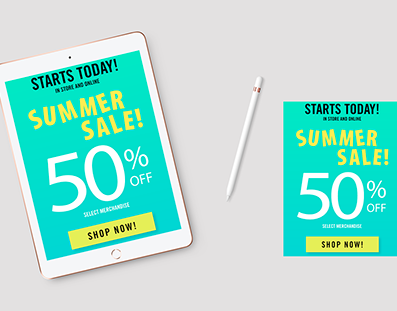 STARTS TODAY!
IN STORE AND ONLINE
SUMMER
SALE!
50%
OFF
SELECT MERCHANDISE
SHOP NOW!
STARTS TODAY!
IN STORE AND ONLINE
SUMMER
SALE!
50%
OFF
SELECT MERCHANDISE
SHOP NOW!